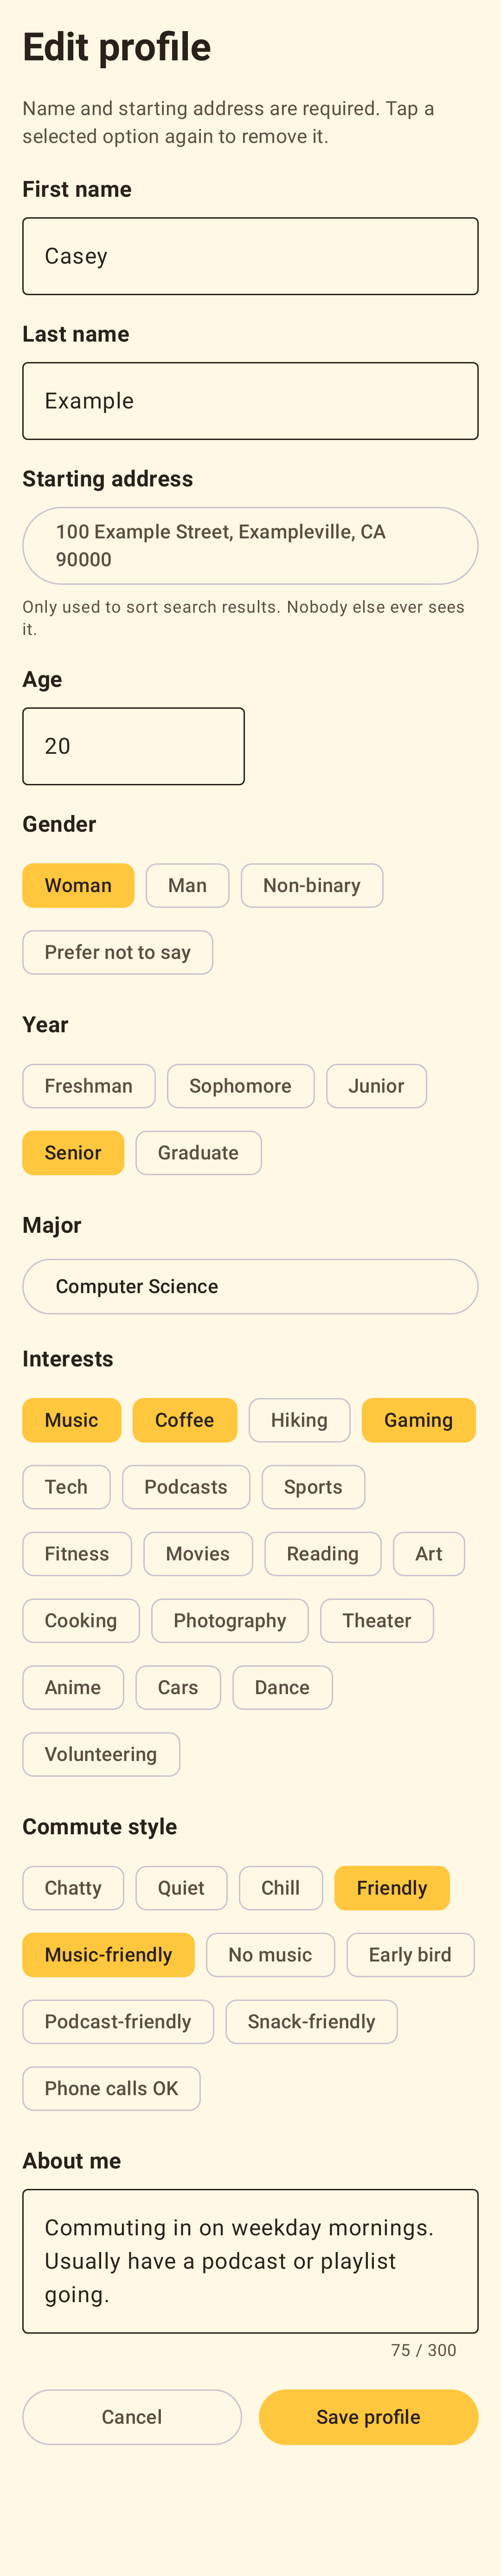 Edit profile
Name and starting address are required. Tap a
selected option again to remove it.
First name
Casey
Last name
Example
Starting address
100 Example Street, Exampleville, CA
90000
Only used to sort search results. Nobody else ever sees
it.
Age
20
Gender
Woman Man Non-binary
Prefer not to say
Year
Freshman Sophomore Junior
Senior Graduate
Major
Computer Science
Interests
Music Coffee Hiking Gaming
Tech Podcasts Sports
Fitness Movies Reading Art
Cooking Photography Theater
Anime Cars Dance
Volunteering
Commute style
Chatty Quiet Chill Friendly
Music-friendly No music Early bird
Podcast-friendly Snack-friendly
Phone calls OK
About me
Commuting in on weekday mornings.
Usually have a podcast or playlist
going.
75 / 300
Cancel Save profile